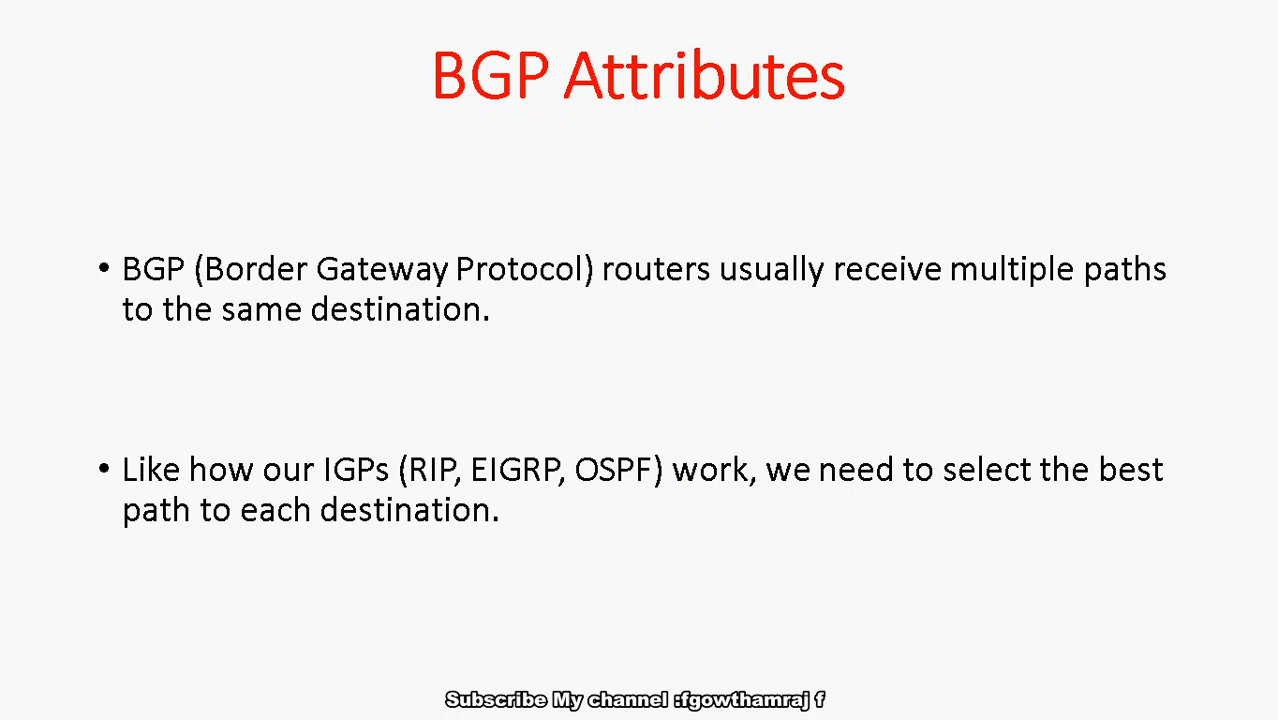 BGP Attributes
• BGP (Border Gateway Protocol) routers usually receive multiple paths
to the same destination.
• Like how our IGPs (RIP, EIGRP, OSPF) work, we need to select the best
path to each destination.
Subscribe My channel :fgowthamraj f